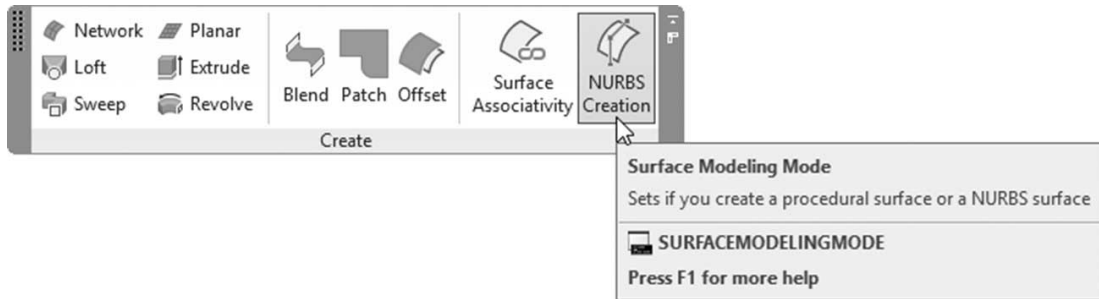 Network
Planar
Loft
Extrude
Sweep
Revolve
Blend
Patch
Offset
Surface
Associativity
NURBS
Creation
Create
Surface Modeling Mode
Sets if you create a procedural surface or a NURBS surface
SURFACEMODELINGMODE
Press F1 for more help